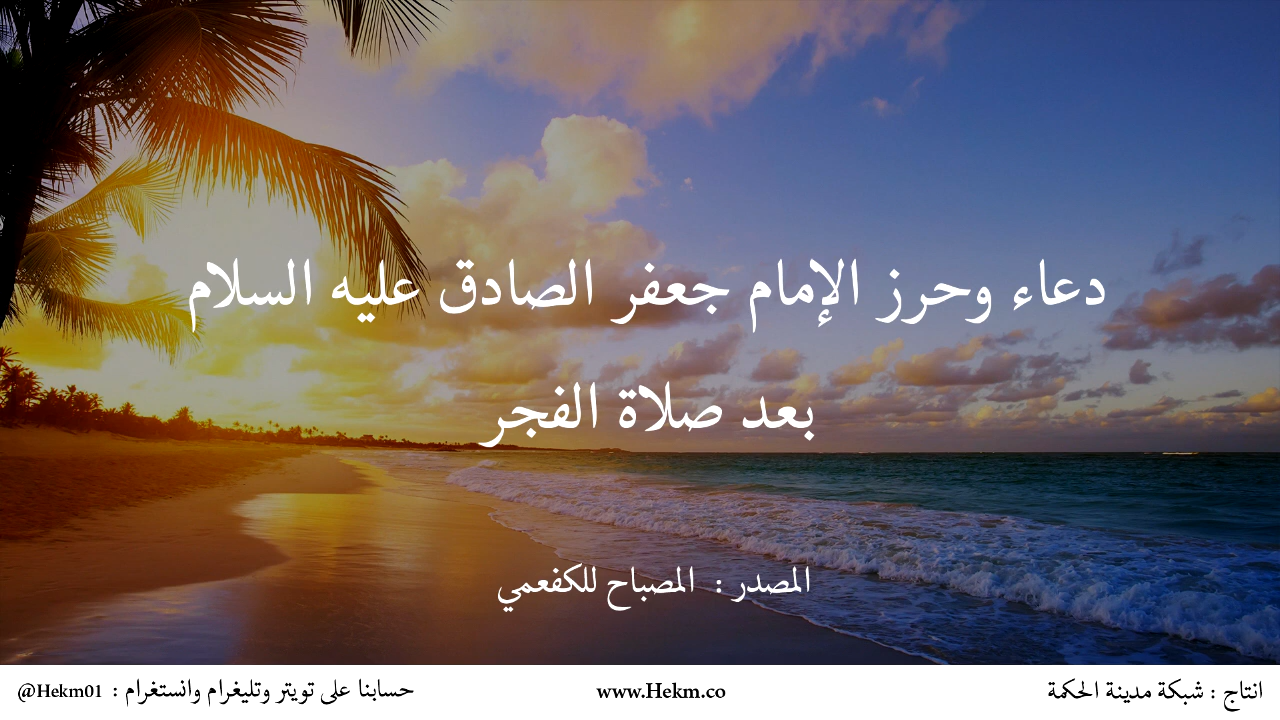 دعاء وحرز الإمام جعفر الصادق عليه السلام
بعد صلاة الفجر
المصدر : المصباح للكفعمي
انتاج : شبكة مدينة الحكمة
www.Hekm.co
حسابنا على تويتر وتليغرام وانستغرام : @Hekm01